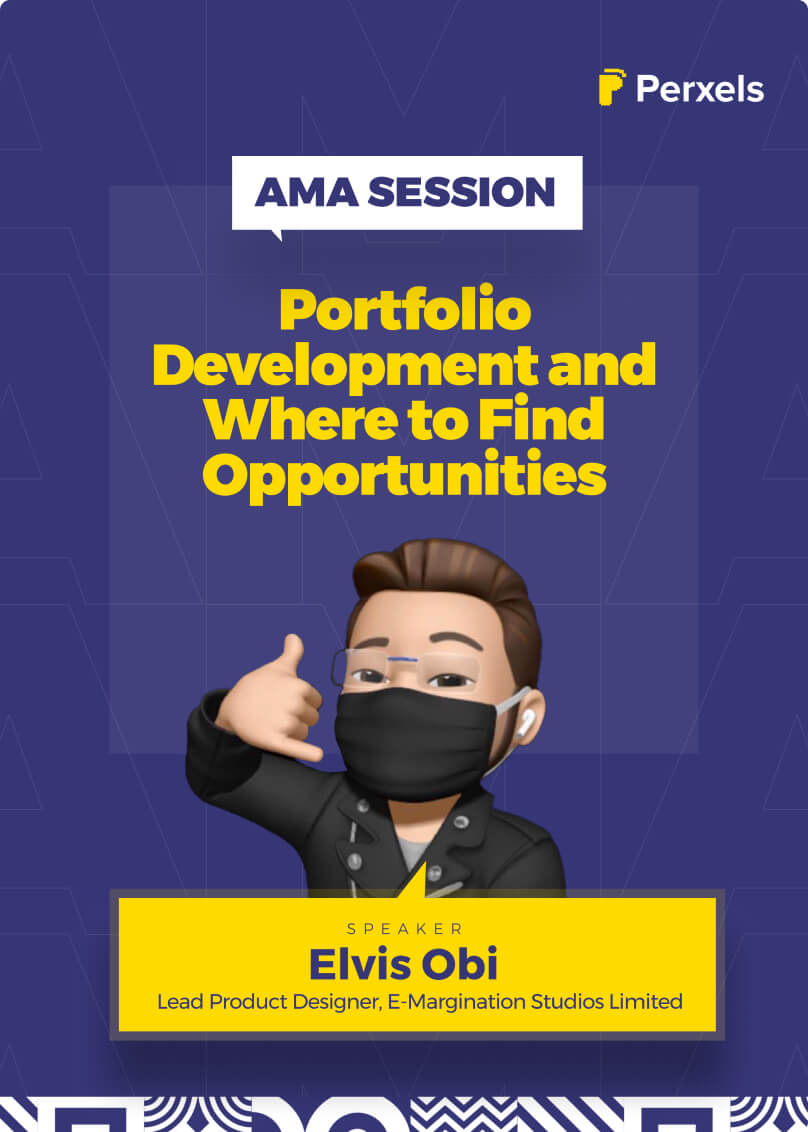 Perxels
AMA SESSION
Portfolio
Development and
Where to Find
Opportunities
SPEAKER
Elvis Obi
Lead Product Designer, E-Margination Studios Limited